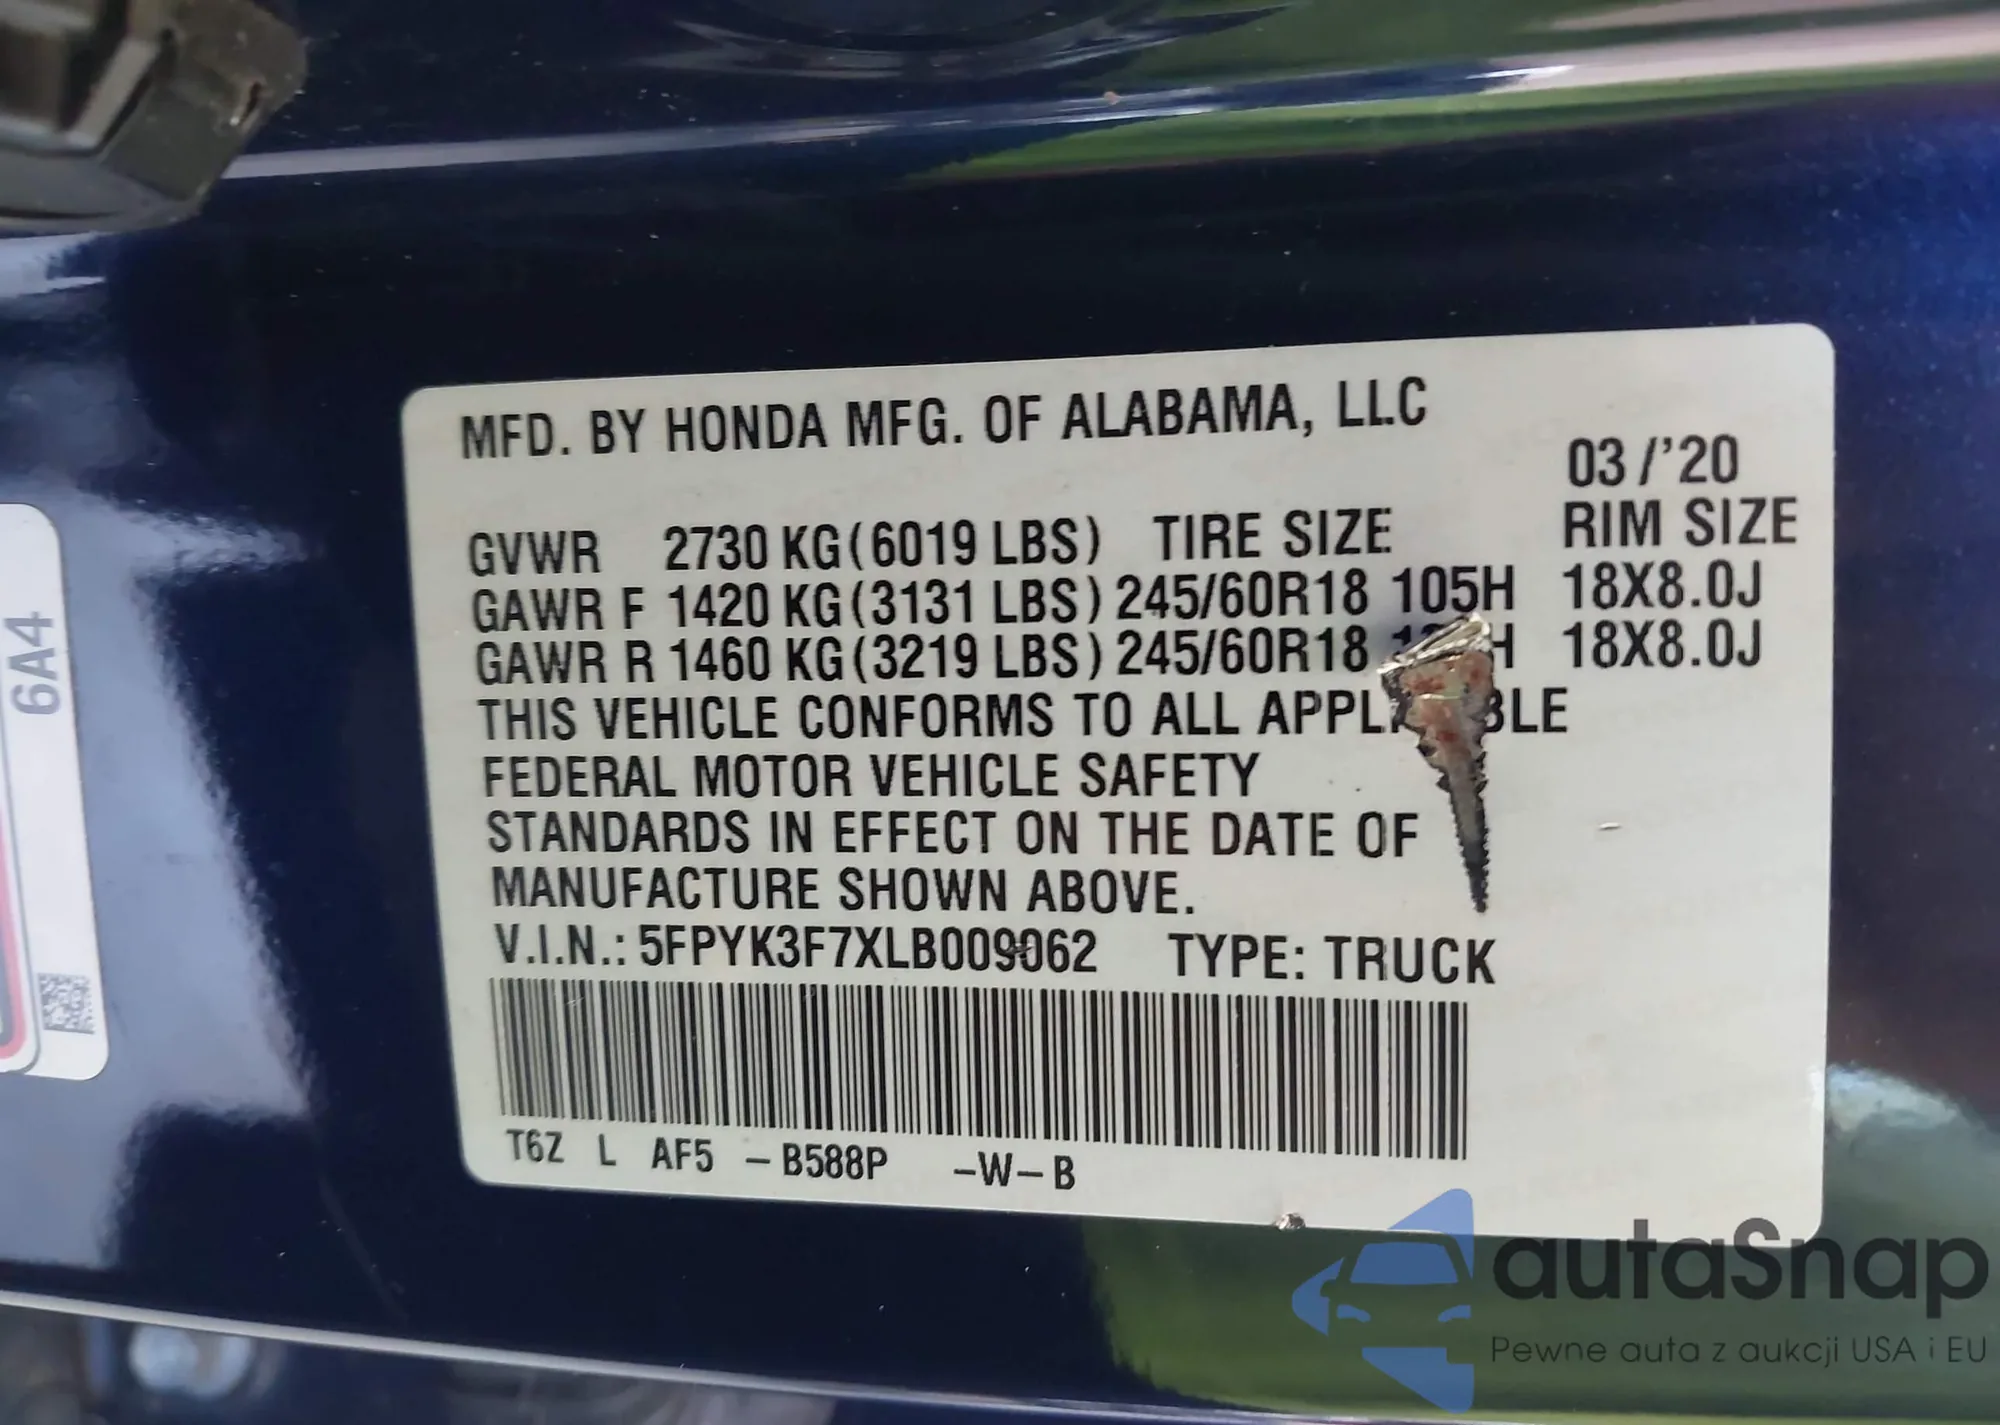 MFD. BY HONDA MFG. OF ALABAMA, LLC
03/'20
GVWR 2730 KG(6019 LBS) TIRE SIZE RIM SIZE
GAWR F 1420 KG(3131 LBS) 245/60R18 105H 18X8.0J
GAWR R 1460 KG(3219 LBS) 245/60R18 18X8.0J
THIS VEHICLE CONFORMS TO ALL
FEDERAL MOTOR VEHICLE SAFETY
STANDARDS IN EFFECT ON THE DATE OF
MANUFACTURE SHOWN ABOVE.
V.I.N.: 5FPYK3F7XLB009062 TYPE: TRUCK
T6Z L AF5 -B588P -W-B
6A4
autaSnap
Pewne auta z aukcji USA i EU